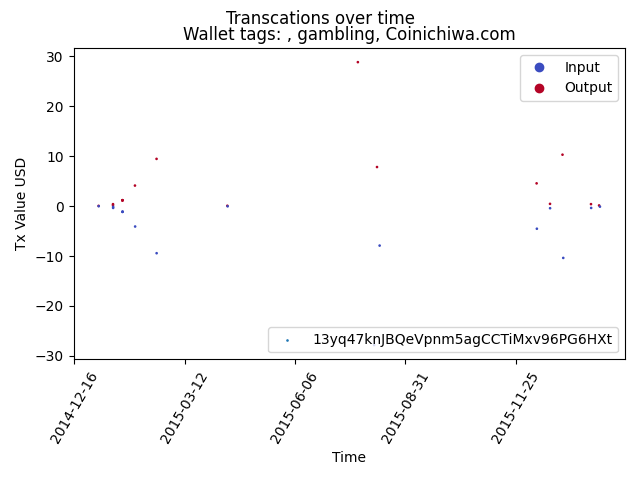 Transcations over time
Wallet tags: , gambling, Coinichiwa.com
30
20
10
0
−10
−20
−30
Tx Value USD
Input
Output
13yq47knJBQeVpnm5agCCTiMxv96PG6HXt
2014-12-16
2015-03-12
2015-06-06
2015-08-31
2015-11-25
Time